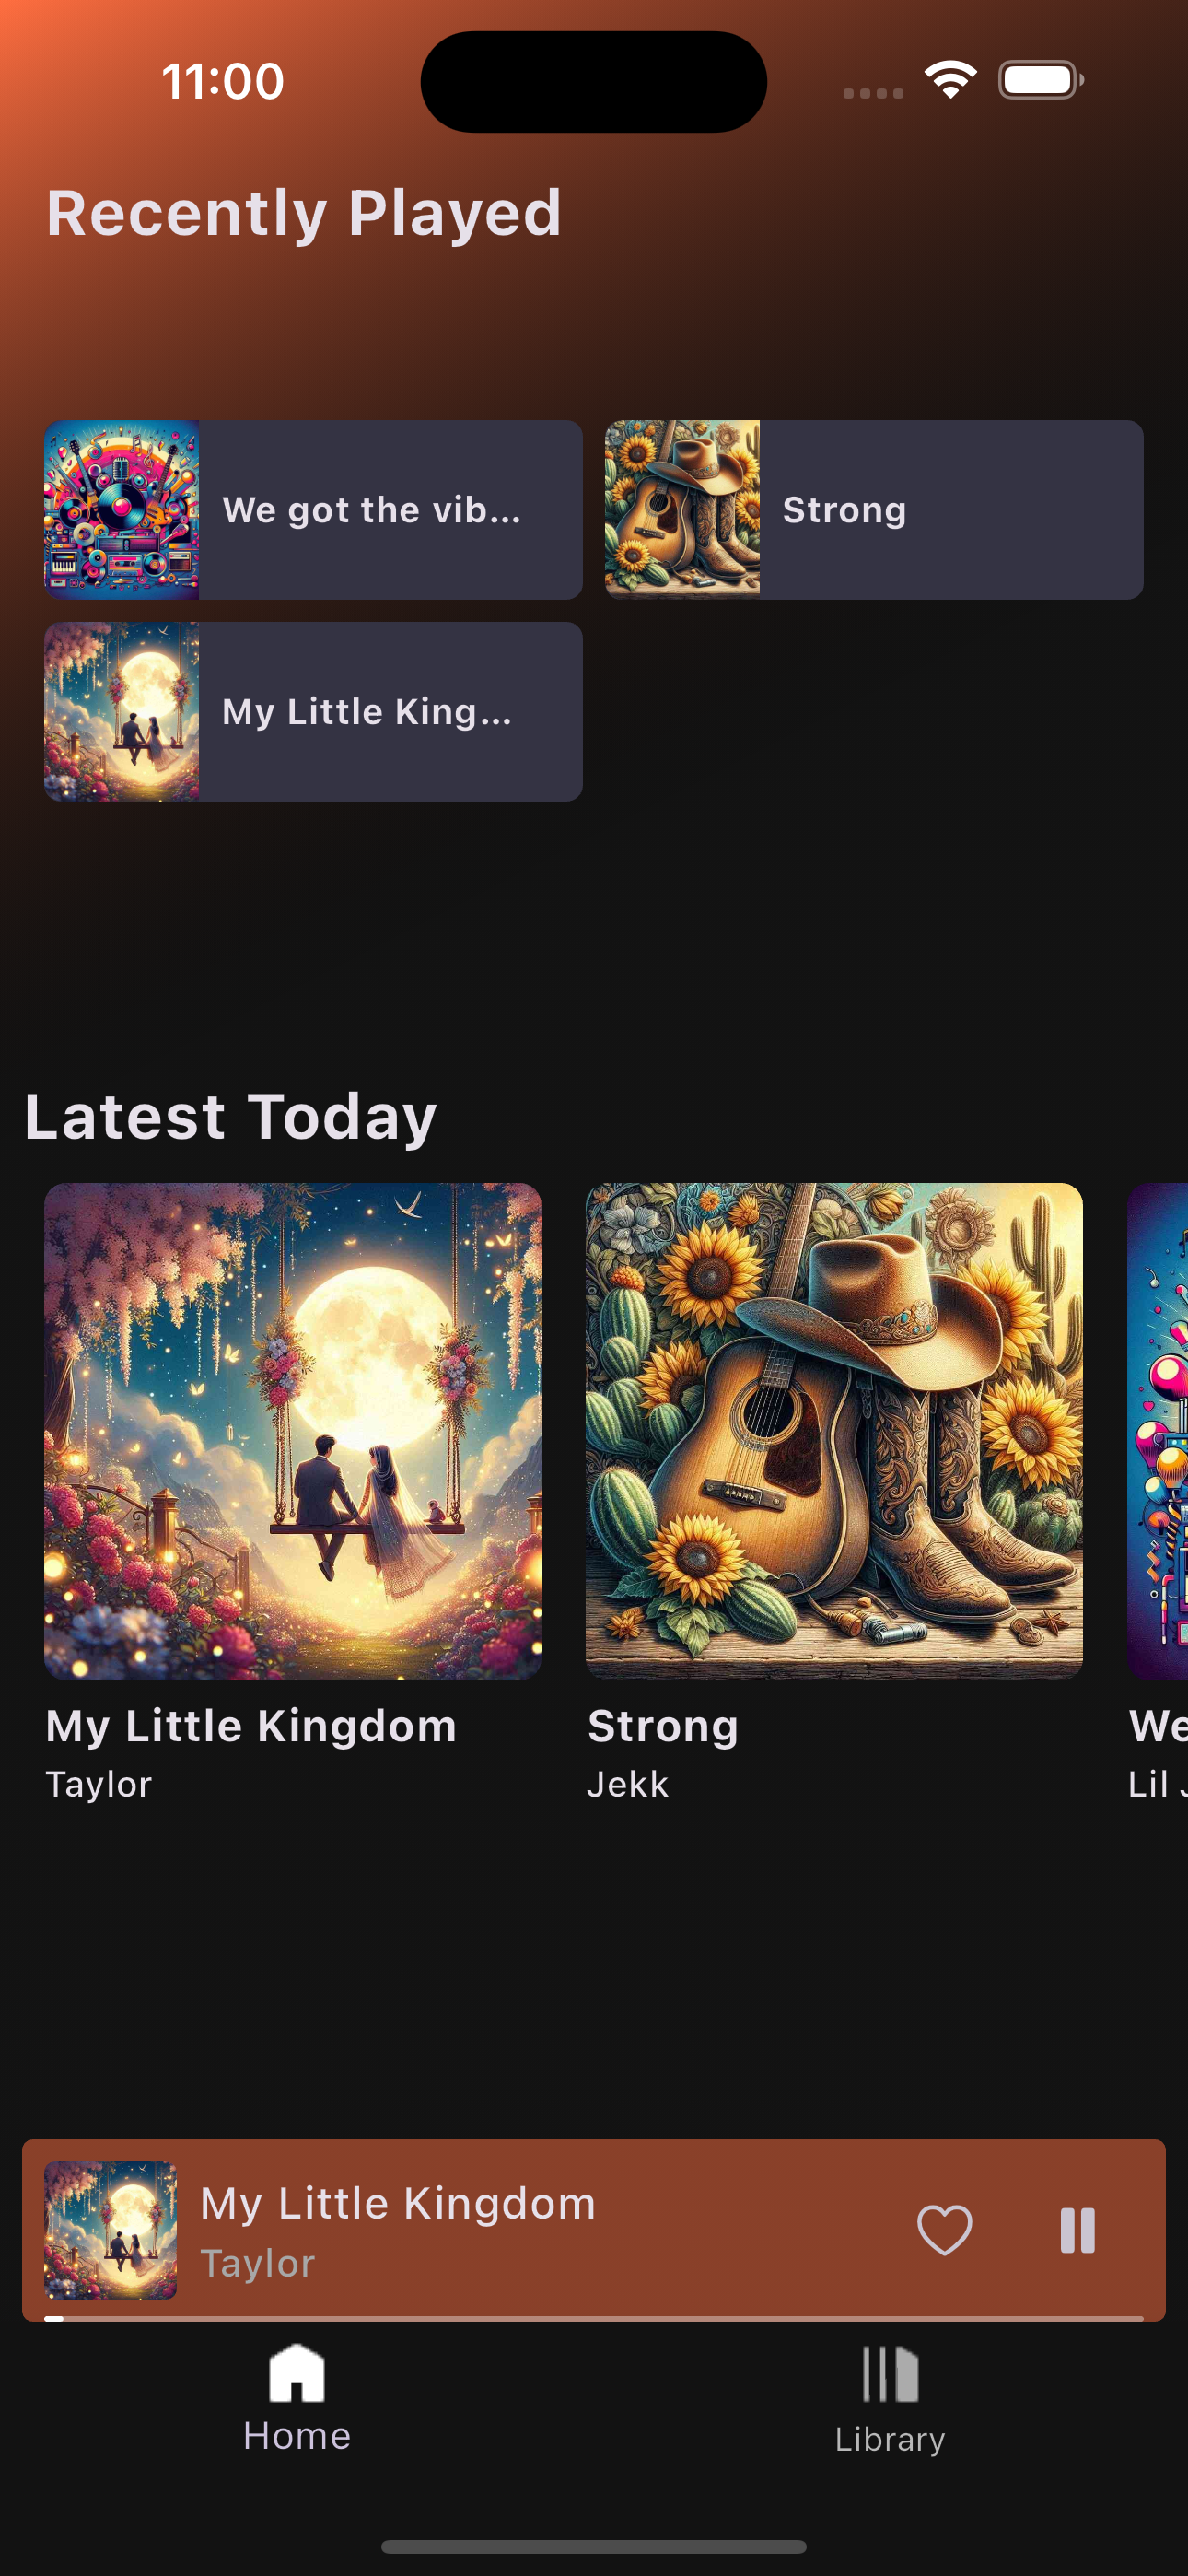 11:00
Recently Played
We got the vib...
Strong
My Little King...
Latest Today
My Little Kingdom
Taylor
Strong
Jekk
We
Lil
My Little Kingdom
Taylor
Home
Library